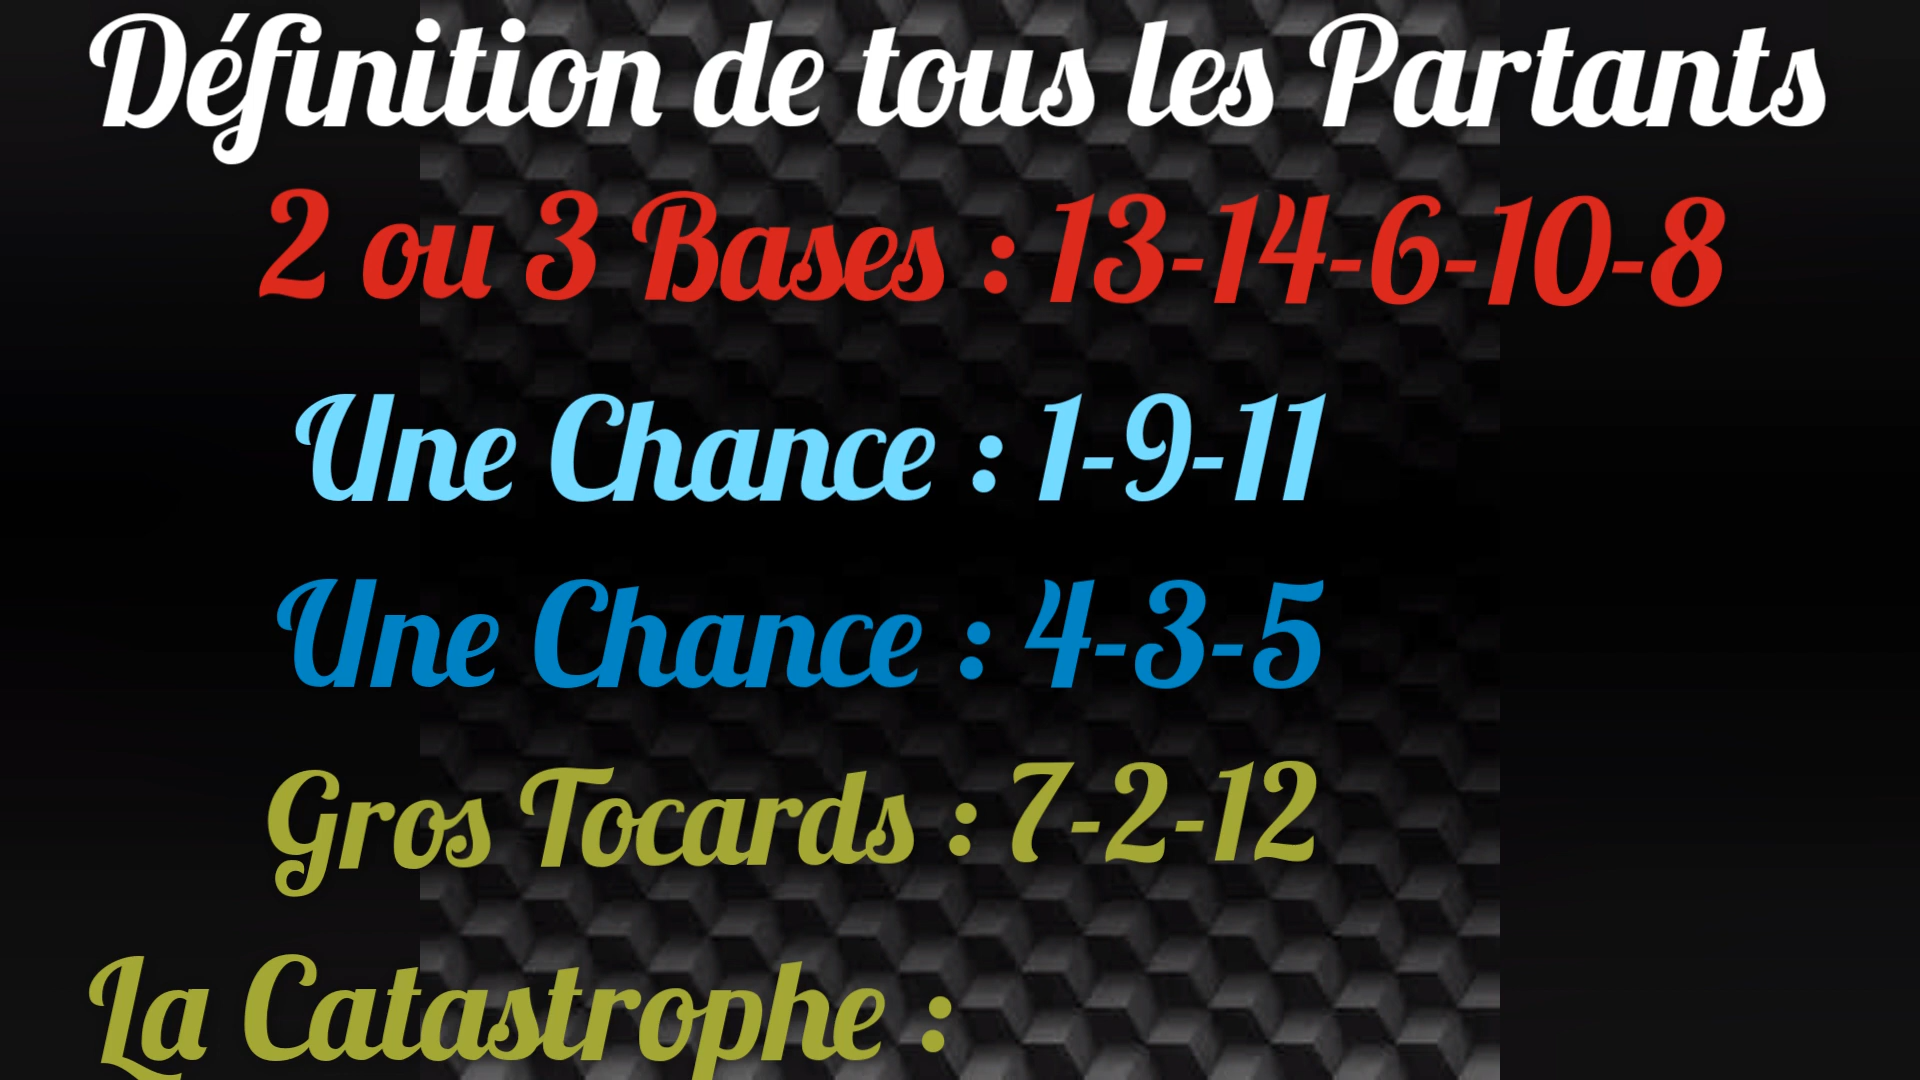 Définition de tous les Partants
2 ou 3 Bases : 13-14-6-10-8
Une Chance : 1-9-11
Une Chance : 4-3-5
Gros Tocards : 7-2-12
La Catastrophe :